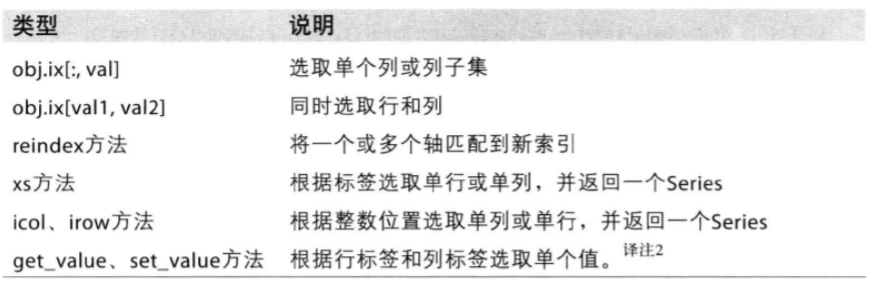 类型 说明
obj.ix[:, val] 选取单个列或列子集
obj.ix[val1, val2] 同时选取行和列
reindex方法 将一个或多个轴匹配到新索引
xs方法 根据标签选取单行或单列，并返回一个Series
icol、irow方法 根据整数位置选取单列或单行，并返回一个Series
get_value、set_value方法 根据行标签和列标签选取单个值。译注2